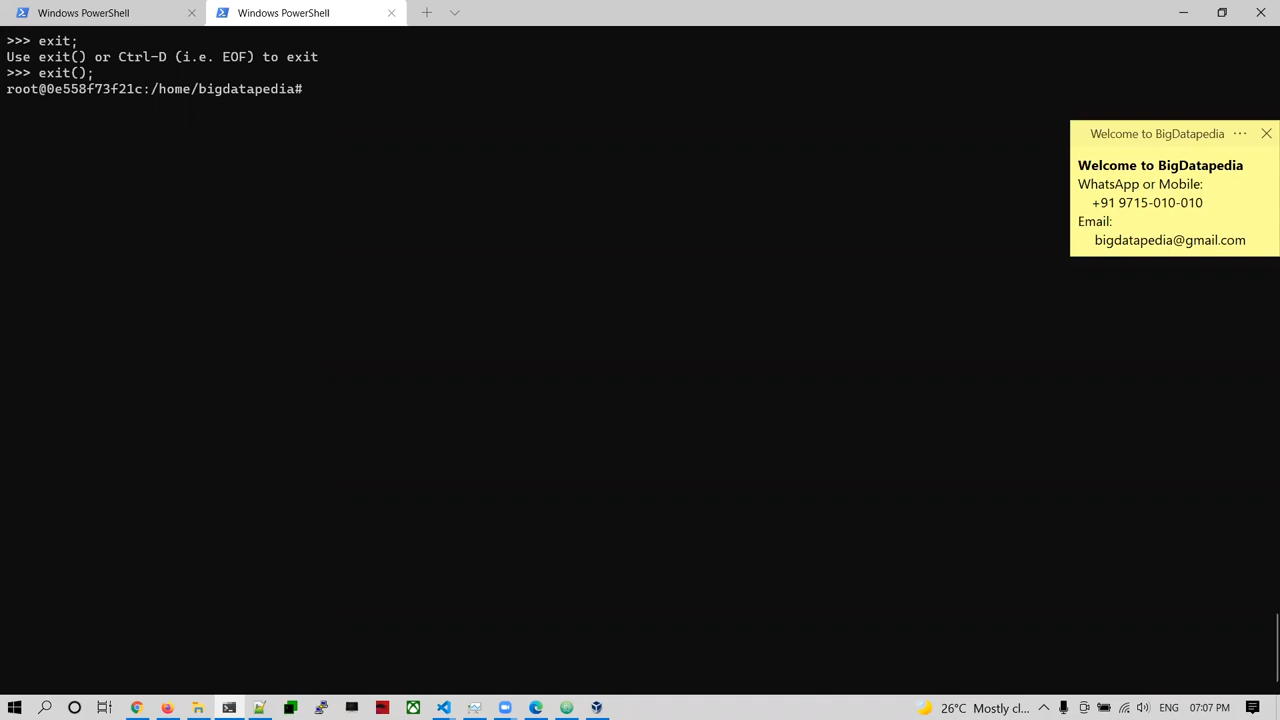 Windows PowerShell
Windows PowerShell
>>> exit;
Use exit() or Ctrl-D (i.e. EOF) to exit
>>> exit();
root@0e558f73f21c:/home/bigdatapedia#
Welcome to BigDatapedia
Welcome to BigDatapedia
WhatsApp or Mobile:
+91 9715-010-010
Email:
bigdatapedia@gmail.com
26°C Mostly cl... ENG 07:07 PM